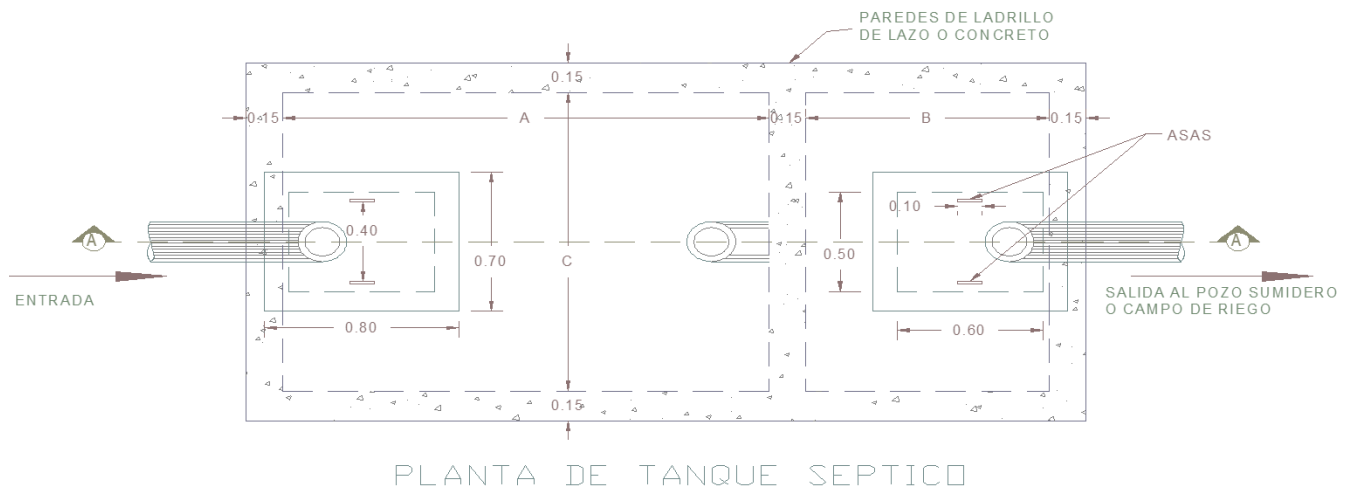 PAREDES DE LADRILLO
DE LAZO O CONCRETO
0.15
0.15
A
0.15
B
0.15
ASAS
0.10
0.40
A
A
0.70
C
0.50
ENTRADA
SALIDA AL POZO SUMIDERO
O CAMPO DE RIEGO
0.80
0.60
0.15
PLANTA DE TANQUE SEPTICO